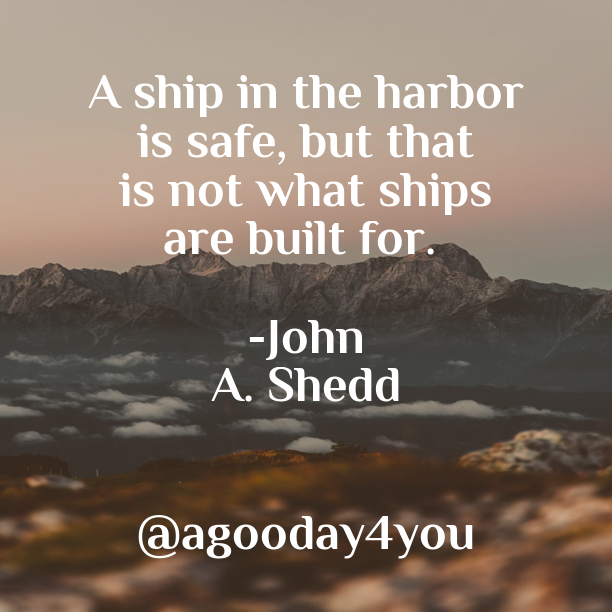 A ship in the harbor
is safe, but that
is not what ships
are built for.
-John
A. Shedd
@agooday4you